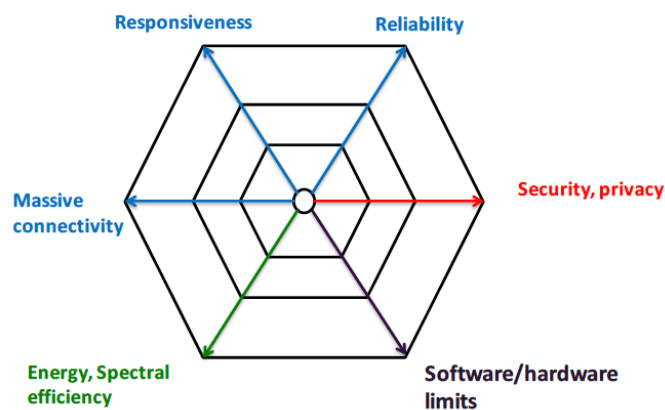 Responsiveness
Reliability
Massive
connectivity
Security, privacy
Energy, Spectral
efficiency
Software/hardware
limits